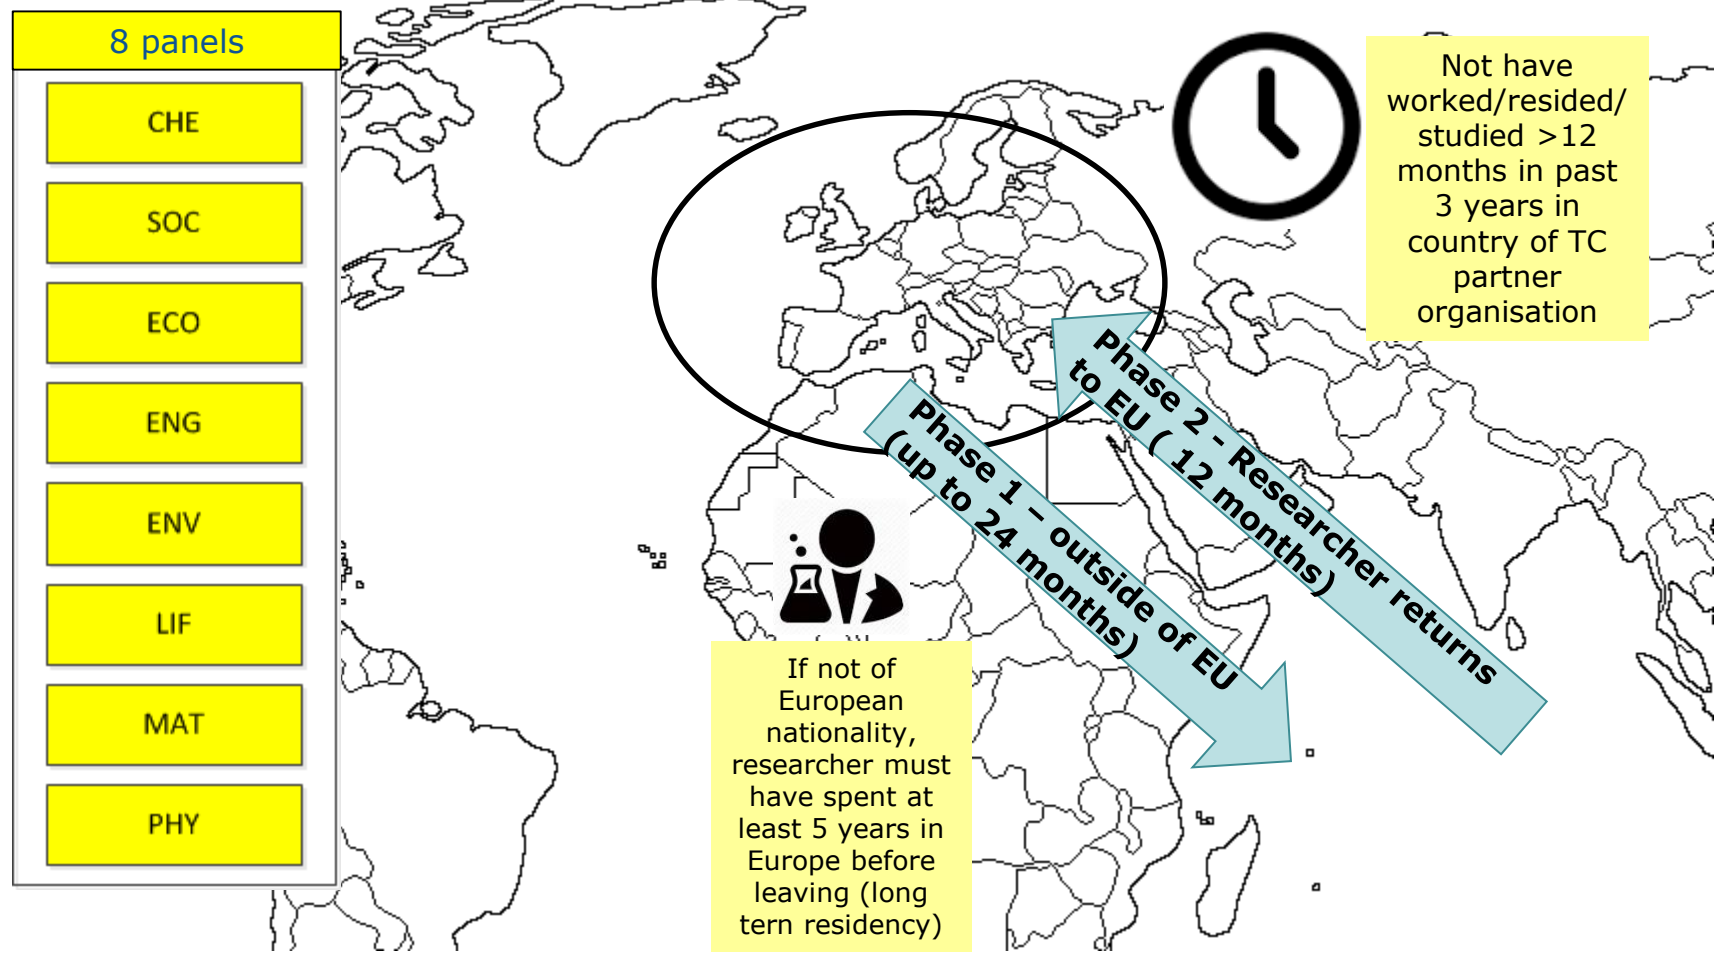 8 panels
CHE
SOC
ECO
ENG
ENV
LIF
MAT
PHY
Not have
worked/resided/
studied >12
months in past
3 years in
country of TC
partner
organisation
Phase 2 - Researcher returns
to EU ( 12 months)
Phase 1 – outside of EU
(up to 24 months)
If not of
European
nationality,
researcher must
have spent at
least 5 years in
Europe before
leaving (long
tern residency)